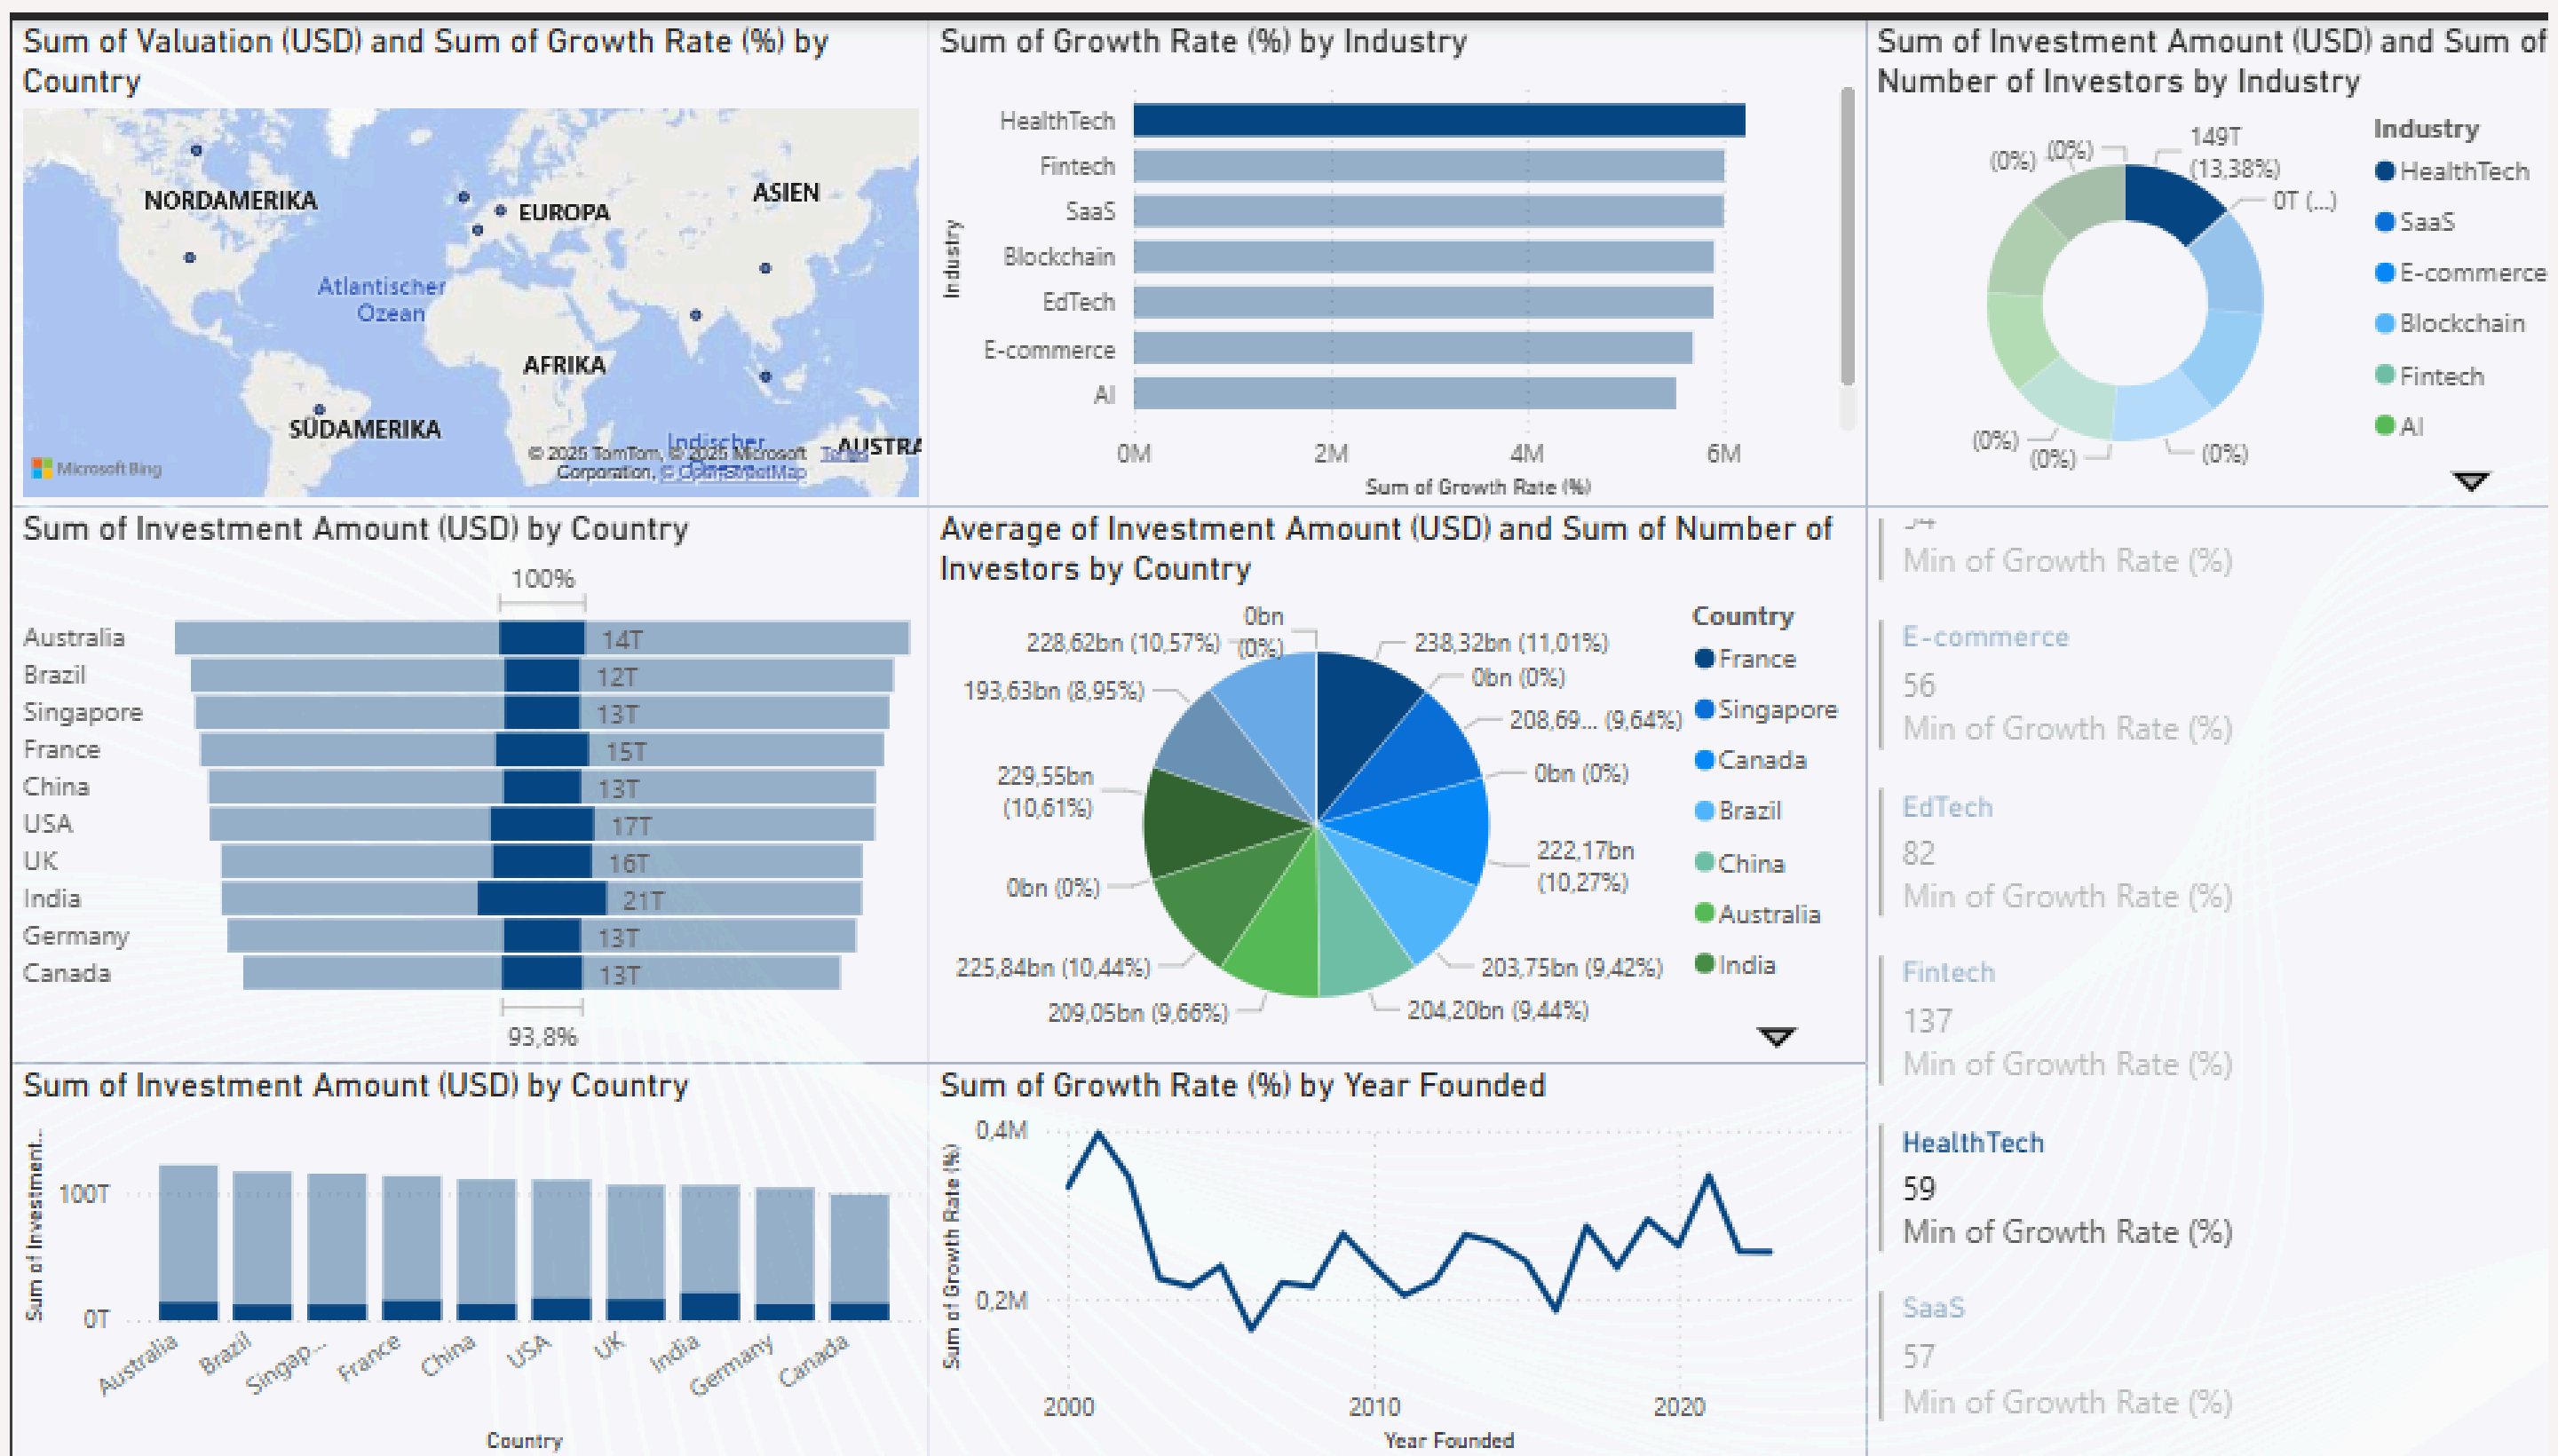 Sum of Valuation (USD) and Sum of Growth Rate (%) by
Country
NORDAMERIKA
EUROPA
ASIEN
Atlantischer
Ozean
AFRIKA
SÜDAMERIKA
Indischer
AUSTRA
© 2025 TomTom, © 2025 Microsoft
Corporation, © OpenStreetMap
Microsoft Bing
Sum of Growth Rate (%) by Industry
Industry
HealthTech
Fintech
SaaS
Blockchain
EdTech
E-commerce
AI
0M
2M
4M
6M
Sum of Growth Rate (%)
Sum of Investment Amount (USD) and Sum of
Number of Investors by Industry
(0%)
(0%)
149T
(13,38%)
0T (...)
(0%)
(0%)
(0%)
Industry
HealthTech
SaaS
E-commerce
Blockchain
Fintech
AI
Sum of Investment Amount (USD) by Country
100%
Australia 14T
Brazil 12T
Singapore 13T
France 15T
China 13T
USA 17T
UK 16T
India 21T
Germany 13T
Canada 13T
93,8%
Average of Investment Amount (USD) and Sum of Number of
Investors by Country
0bn
(0%)
228,62bn (10,57%)
238,32bn (11,01%)
0bn (0%)
193,63bn (8,95%)
208,69... (9,64%)
229,55bn
(10,61%)
0bn (0%)
222,17bn
(10,27%)
0bn (0%)
225,84bn (10,44%)
203,75bn (9,42%)
209,05bn (9,66%)
204,20bn (9,44%)
Country
France
Singapore
Canada
Brazil
China
Australia
India
Min of Growth Rate (%)
E-commerce
56
Min of Growth Rate (%)
EdTech
82
Min of Growth Rate (%)
Fintech
137
Min of Growth Rate (%)
HealthTech
59
Min of Growth Rate (%)
SaaS
57
Min of Growth Rate (%)
Sum of Investment Amount (USD) by Country
Sum of Investment...
100T
0T
Australia
Brazil
Singap...
France
China
USA
UK
India
Germany
Canada
Country
Sum of Growth Rate (%) by Year Founded
Sum of Growth Rate (%)
0,4M
0,2M
2000
2010
2020
Year Founded